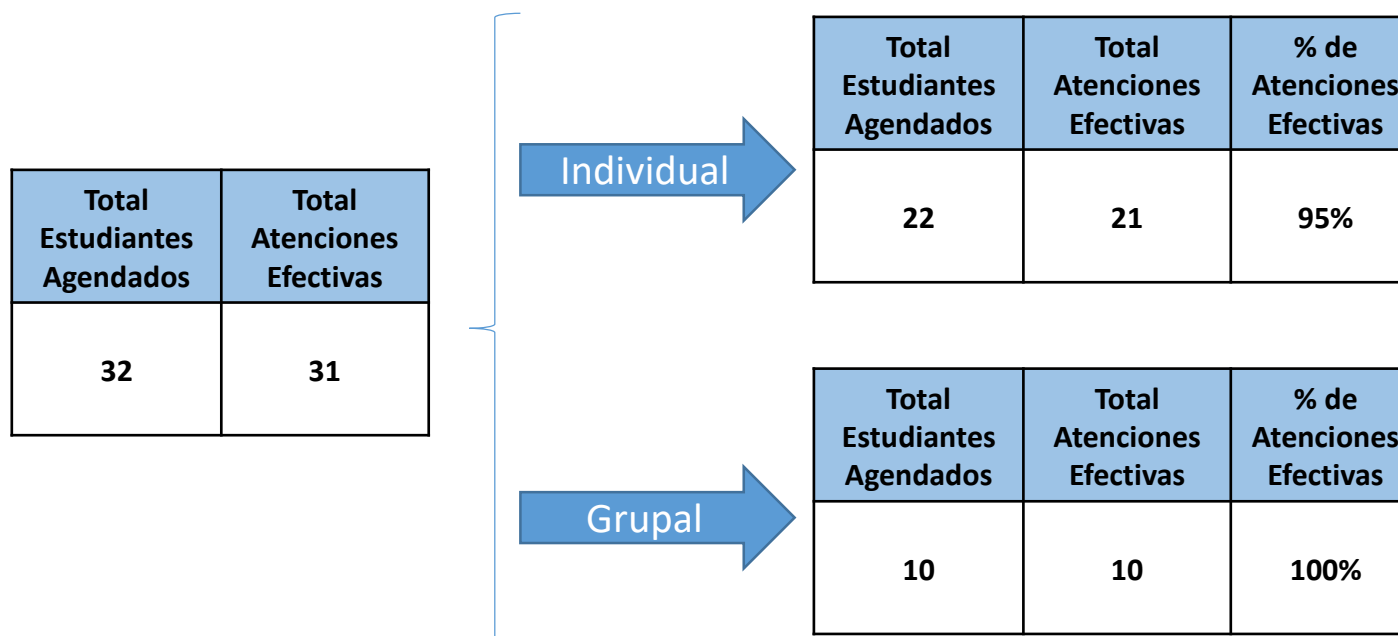 Total
Estudiantes
Agendados
Total
Atenciones
Efectivas
32
31
Individual
Total
Estudiantes
Agendados
Total
Atenciones
Efectivas
% de
Atenciones
Efectivas
22
21
95%
Grupal
Total
Estudiantes
Agendados
Total
Atenciones
Efectivas
% de
Atenciones
Efectivas
10
10
100%